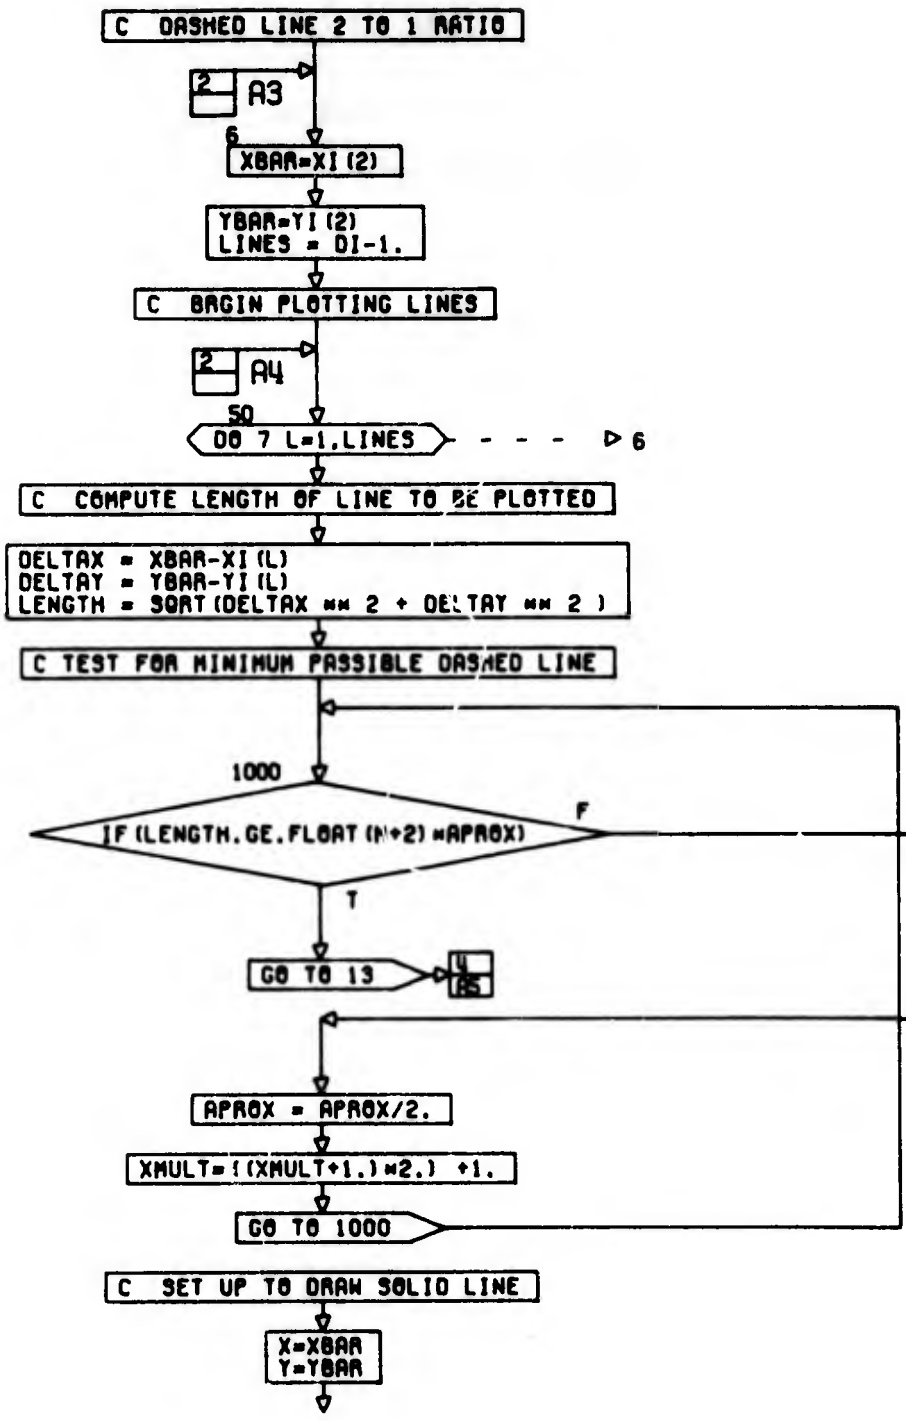 C DASHED LINE 2 TO 1 RATIO
2
A3
6
XBAR=XI(2)
YBAR=YI(2)
LINES = DI-1.
C BRGIN PLOTTING LINES
2
A4
50
DO 7 L=1,LINES
6
C COMPUTE LENGTH OF LINE TO BE PLOTTED
DELTAX = XBAR-XI(L)
DELTAY = YBAR-YI(L)
LENGTH = SQRT(DELTAX ** 2 + DELTAY ** 2 )
C TEST FOR MINIMUM PASSIBLE DASHED LINE
1000
IF(LENGTH.GE.FLOAT(N+2)*APROX)
F
T
GO TO 13
4
A5
APROX = APROX/2.
XMULT=((XMULT+1.)*2.) +1.
GO TO 1000
C SET UP TO DRAW SOLID LINE
X=XBAR
Y=YBAR